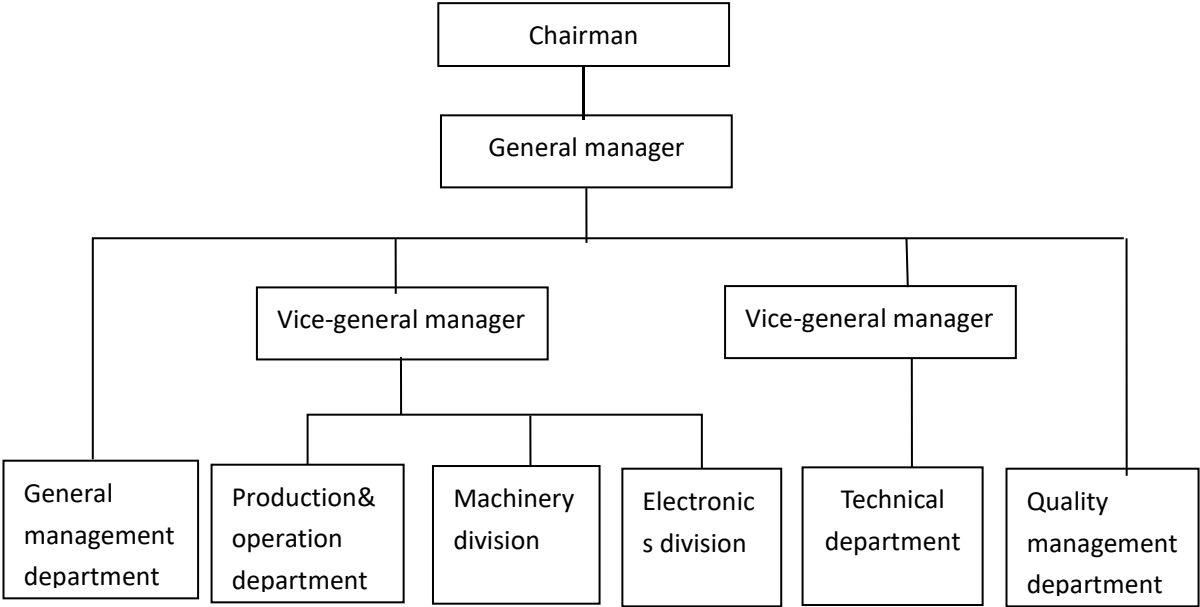 Chairman
General manager
Vice-general manager
Vice-general manager
General
management
department
Production&
operation
department
Machinery
division
Electronic
s division
Technical
department
Quality
management
department